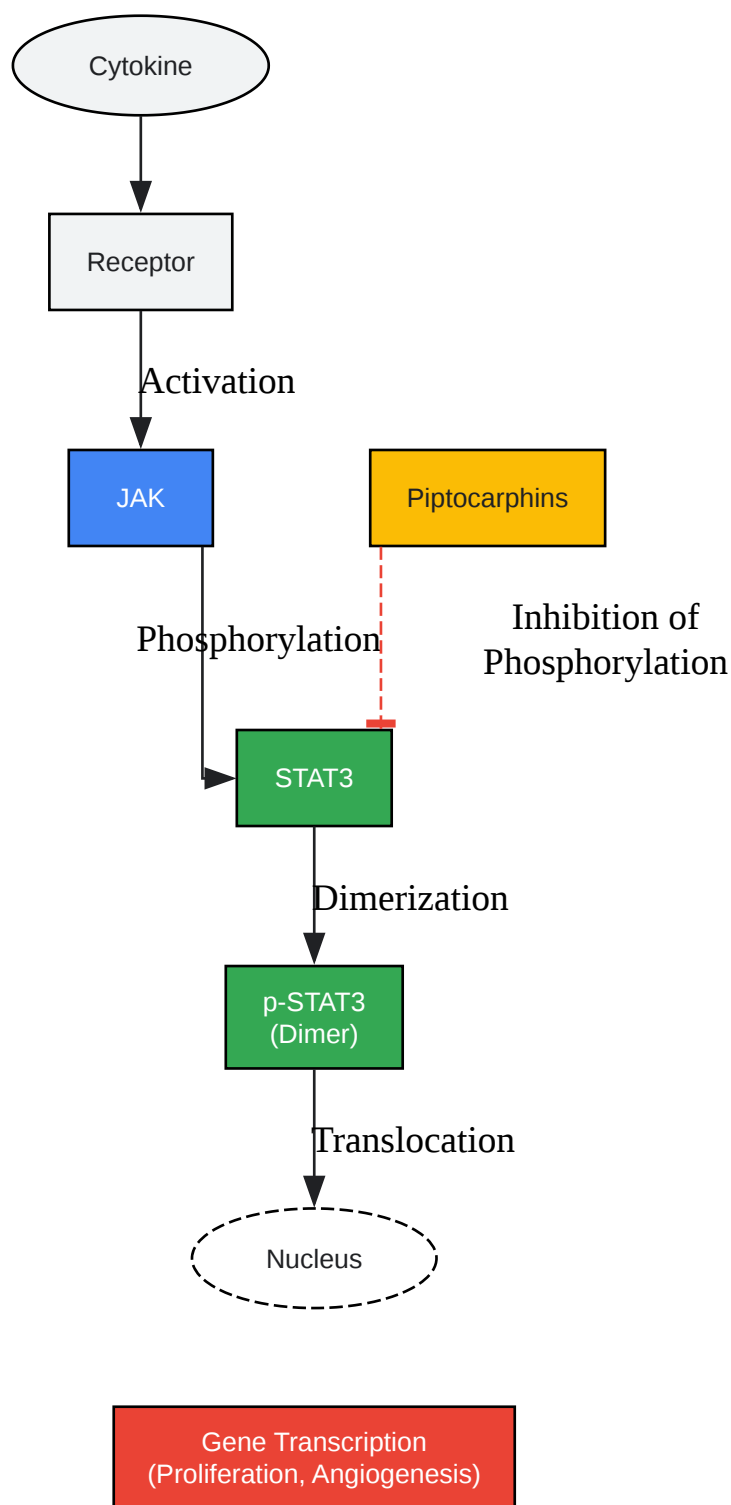 Cytokine
Receptor
Activation
JAK
Piptocarphins
Phosphorylation
Inhibition of
Phosphorylation
STAT3
Dimerization
p-STAT3
(Dimer)
Translocation
Nucleus
Gene Transcription
(Proliferation, Angiogenesis)